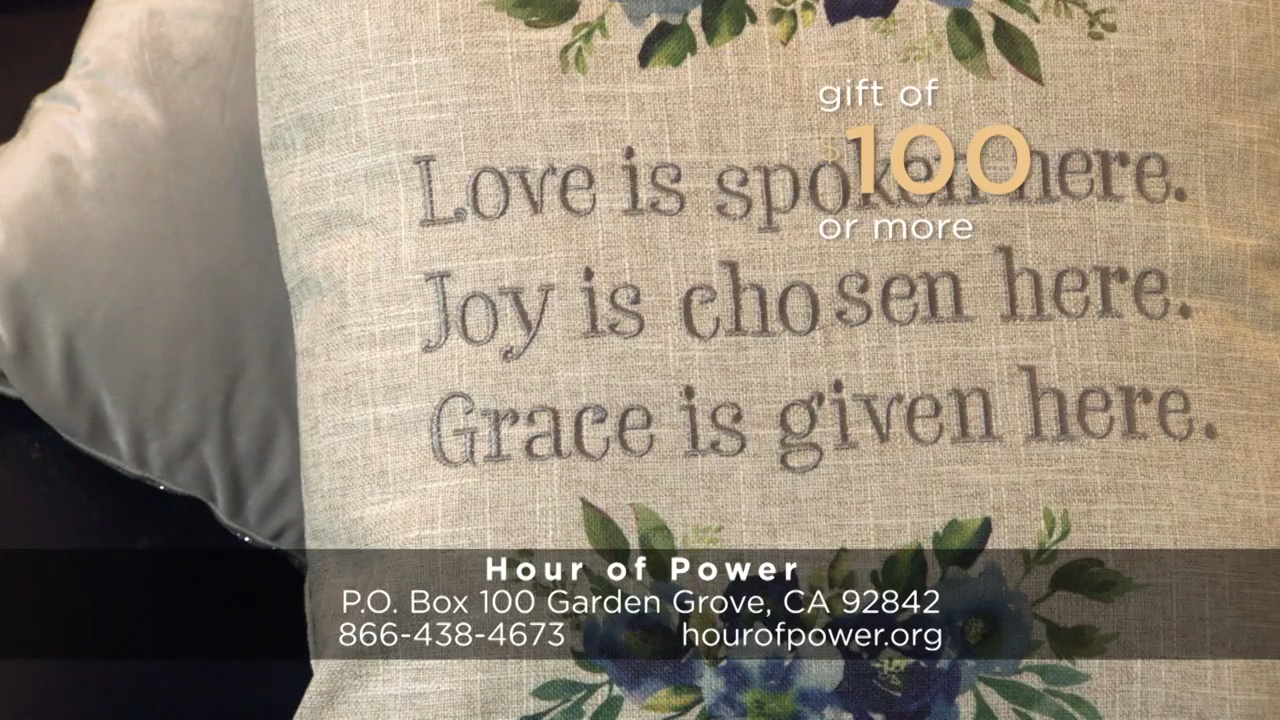 gift of
$100
or more
Love is spoken here.
Joy is chosen here.
Grace is given here.
Hour of Power
P.O. Box 100 Garden Grove, CA 92842
866-438-4673 hourofpower.org